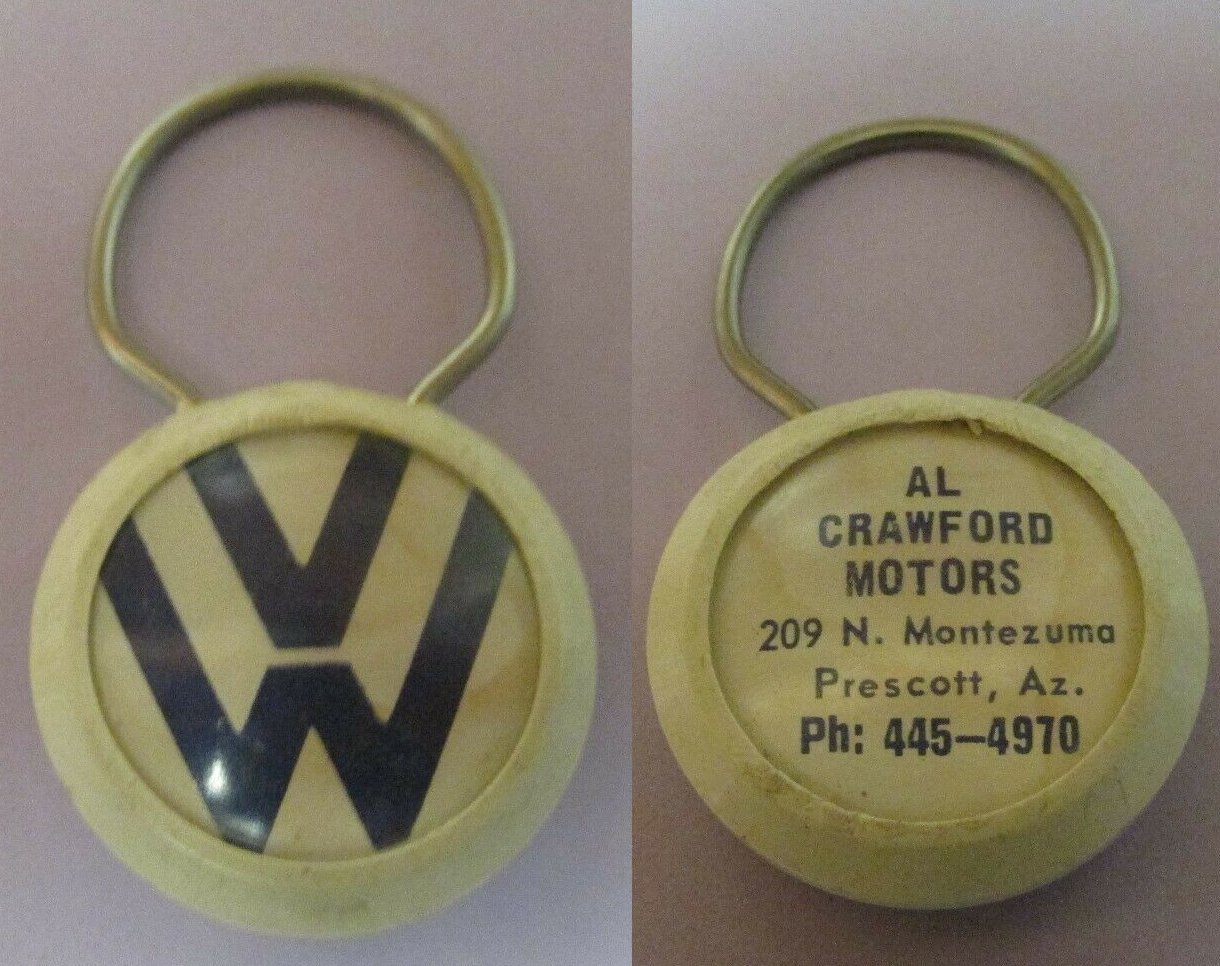 VW
AL
CRAWFORD
MOTORS
209 N. Montezuma
Prescott, Az.
Ph: 445-4970